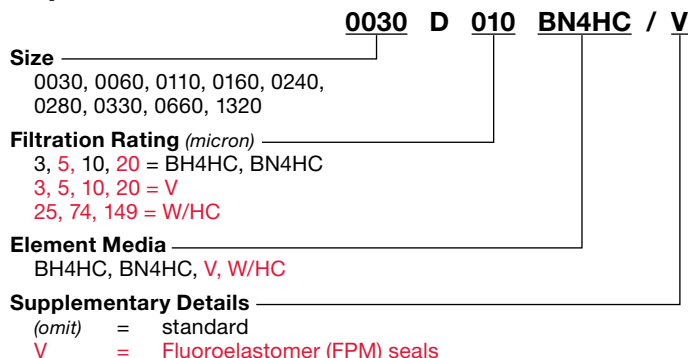 0030 D 010 BN4HC / V
Size
0030, 0060, 0110, 0160, 0240,
0280, 0330, 0660, 1320
Filtration Rating (micron)
3, 5, 10, 20 = BH4HC, BN4HC
3, 5, 10, 20 = V
25, 74, 149 = W/HC
Element Media
BH4HC, BN4HC, V, W/HC
Supplementary Details
(omit) = standard
V = Fluoroelastomer (FPM) seals